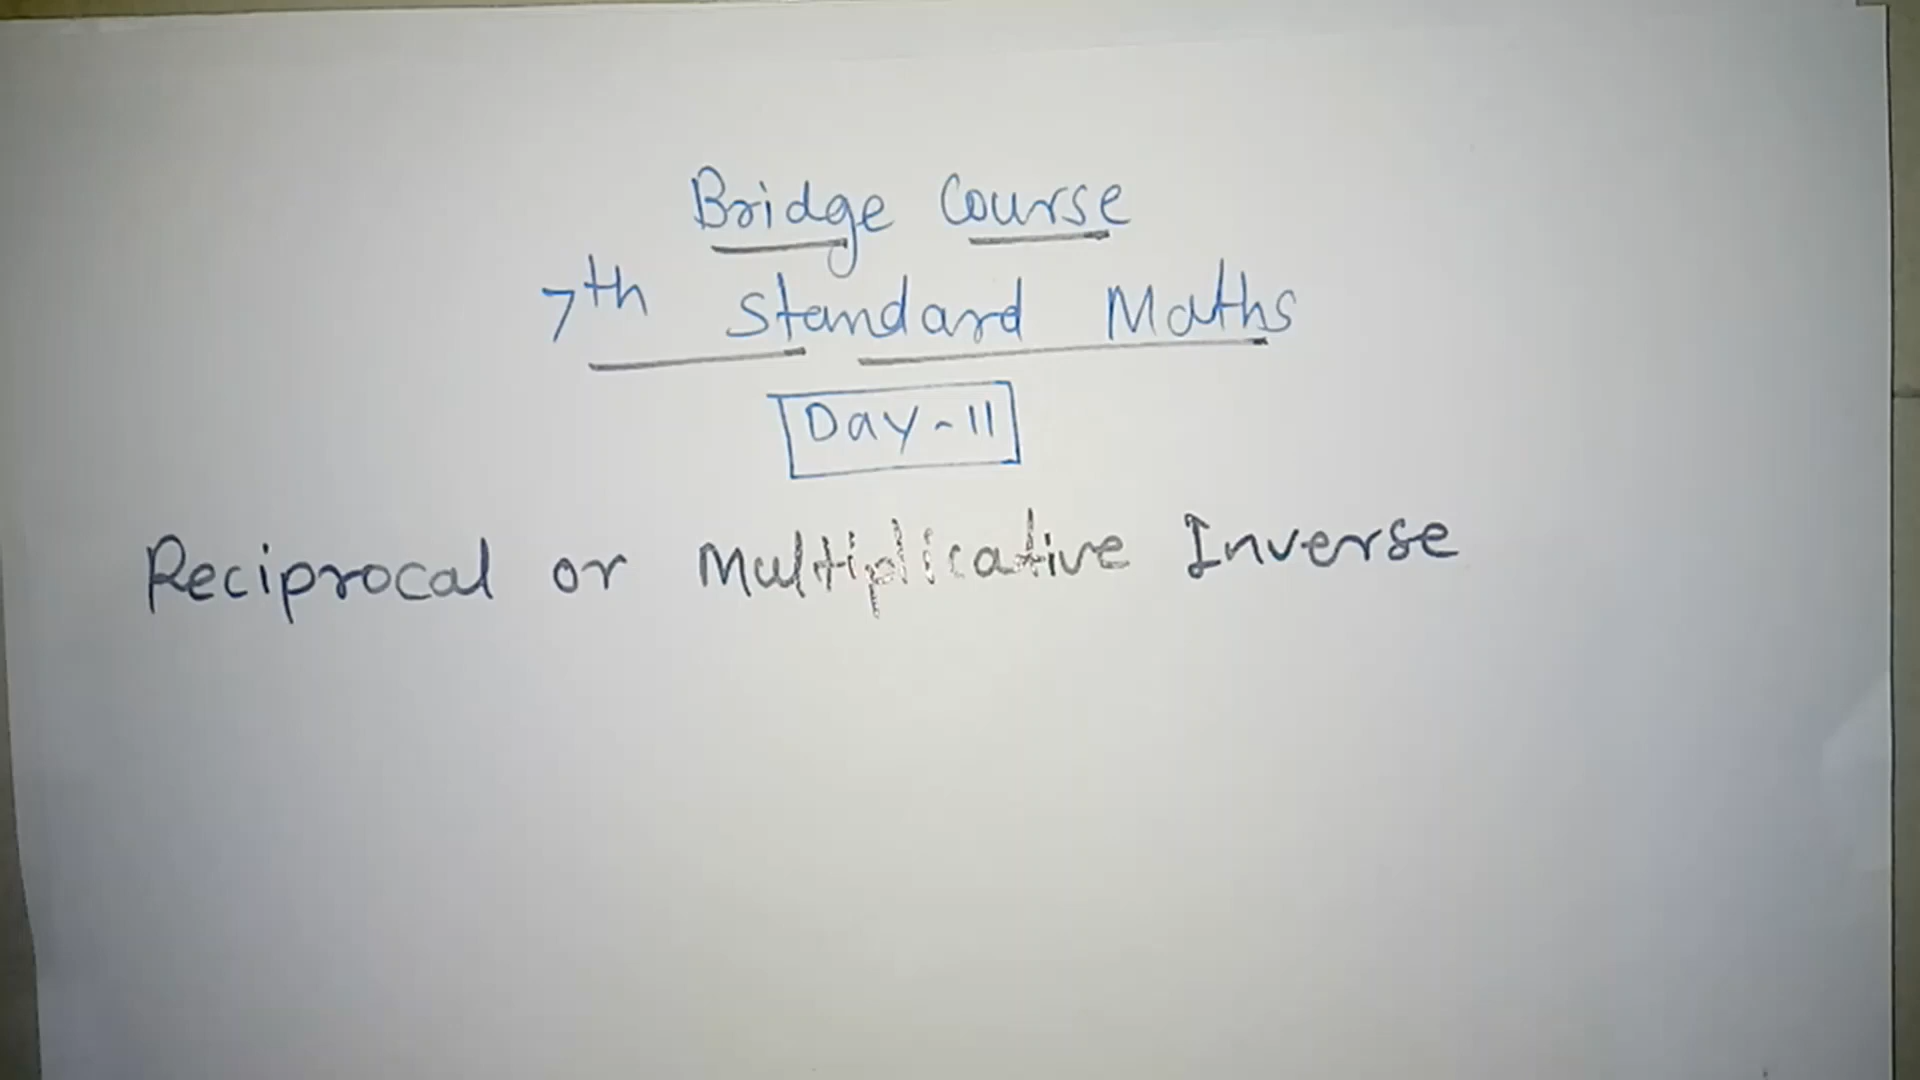 Bridge Course
7th Standard Maths
Day-11
Reciprocal or Multiplicative Inverse